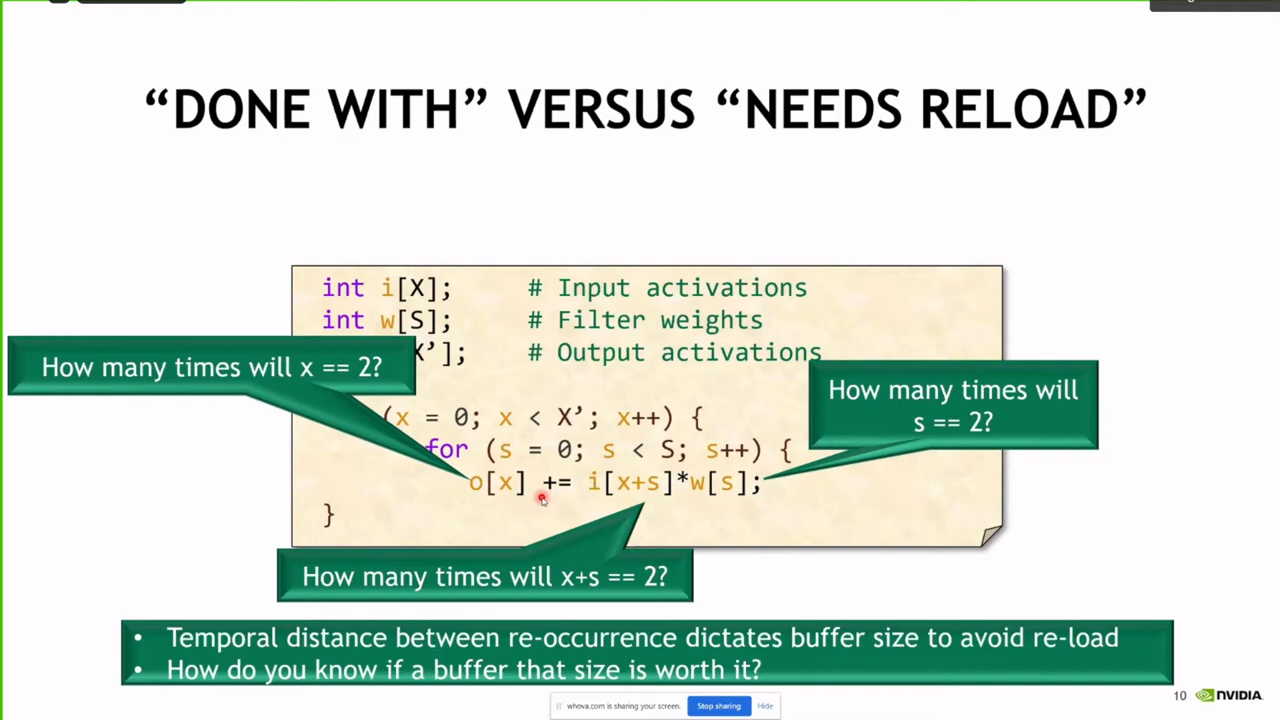 “DONE WITH” VERSUS “NEEDS RELOAD”
int i[X]; # Input activations
int w[S]; # Filter weights
X’]; # Output activations
How many times will x == 2?
How many times will
s == 2?
(x = 0; x < X’; x++) {
for (s = 0; s < S; s++) {
o[x] += i[x+s]*w[s];
}
How many times will x+s == 2?
• Temporal distance between re-occurrence dictates buffer size to avoid re-load
• How do you know if a buffer that size is worth it?
10 NVIDIA.
whova.com is sharing your screen. Stop sharing Hide